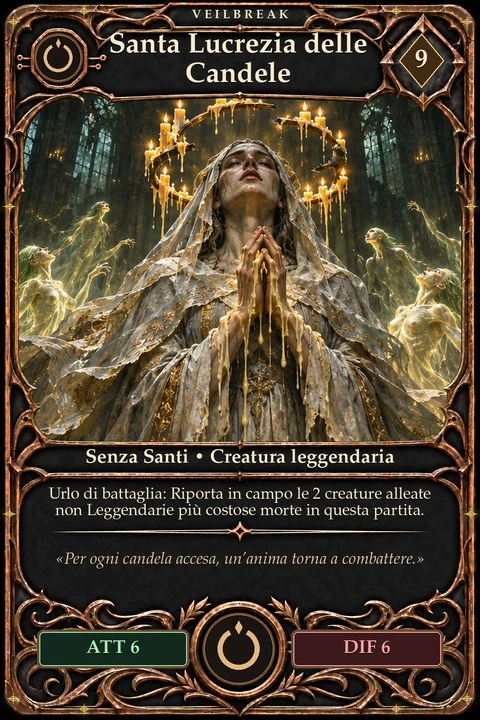 VEILBREAK
Santa Lucrezia delle
Candele
9
Senza Santi • Creatura leggendaria
Urlo di battaglia: Riporta in campo le 2 creature alleate
non Leggendarie più costose morte in questa partita.
«Per ogni candela accesa, un’anima torna a combattere.»
ATT 6
DIF 6